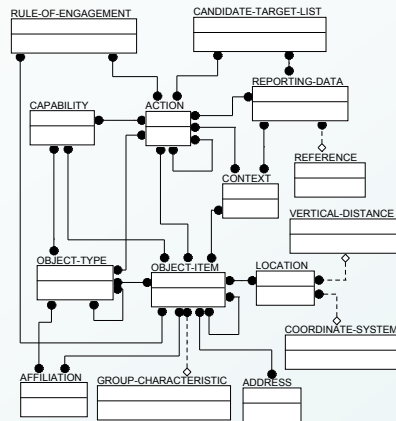 RULE-OF-ENGAGEMENT
CANDIDATE-TARGET-LIST
REPORTING-DATA
CAPABILITY
ACTION
REFERENCE
CONTEXT
VERTICAL-DISTANCE
OBJECT-TYPE
OBJECT-ITEM
LOCATION
COORDINATE-SYSTEM
AFFILIATION
GROUP-CHARACTERISTIC
ADDRESS